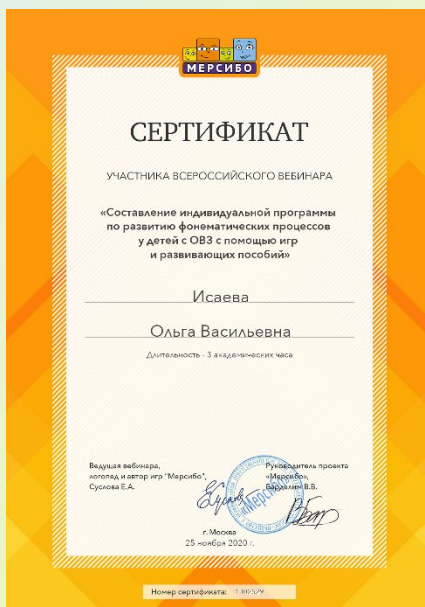 МЕРСИБО
СЕРТИФИКАТ
УЧАСТНИКА ВСЕРОССИЙСКОГО ВЕБИНАРА
«Составление индивидуальной программы
по развитию фонематических процессов
у детей с ОВЗ с помощью игр
и развивающих пособий»
Исаева
Ольга Васильевна
Длительность - 3 академических часа
Ведущая вебинара,
логопед и автор игр "Мерсибо",
Суслова Е.А.
Руководитель проекта
«Мерсибо»,
В.В.
«Мерсибо»
г. Москва
25 ноября 2020 г.
Номер сертификата: